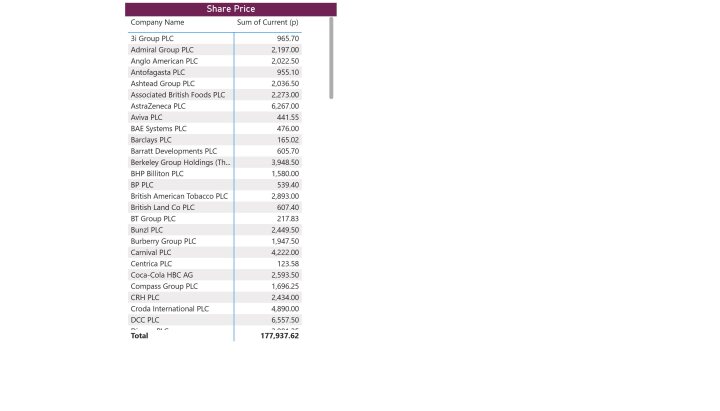 Share Price
Company Name Sum of Current (p)
3i Group PLC 965.70
Admiral Group PLC 2,197.00
Anglo American PLC 2,022.50
Antofagasta PLC 955.10
Ashtead Group PLC 2,036.50
Associated British Foods PLC 2,273.00
AstraZeneca PLC 6,267.00
Aviva PLC 441.55
BAE Systems PLC 476.00
Barclays PLC 165.02
Barratt Developments PLC 605.70
Berkeley Group Holdings (Th... 3,948.50
BHP Billiton PLC 1,580.00
BP PLC 539.40
British American Tobacco PLC 2,893.00
British Land Co PLC 607.40
BT Group PLC 217.83
Bunzl PLC 2,449.50
Burberry Group PLC 1,947.50
Carnival PLC 4,222.00
Centrica PLC 123.58
Coca-Cola HBC AG 2,593.50
Compass Group PLC 1,696.25
CRH PLC 2,434.00
Croda International PLC 4,890.00
DCC PLC 6,557.50
Total 177,937.62